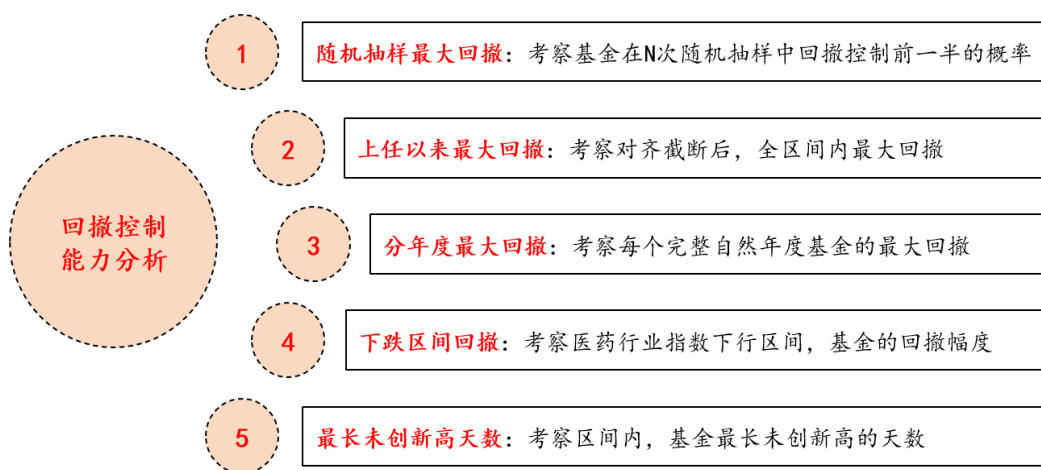 回撤控制
能力分析
1
随机抽样最大回撤：考察基金在N次随机抽样中回撤控制前一半的概率
2
上任以来最大回撤：考察对齐截断后，全区间内最大回撤
3
分年度最大回撤：考察每个完整自然年度基金的最大回撤
4
下跌区间回撤：考察医药行业指数下行区间，基金的回撤幅度
5
最长未创新高天数：考察区间内，基金最长未创新高的天数